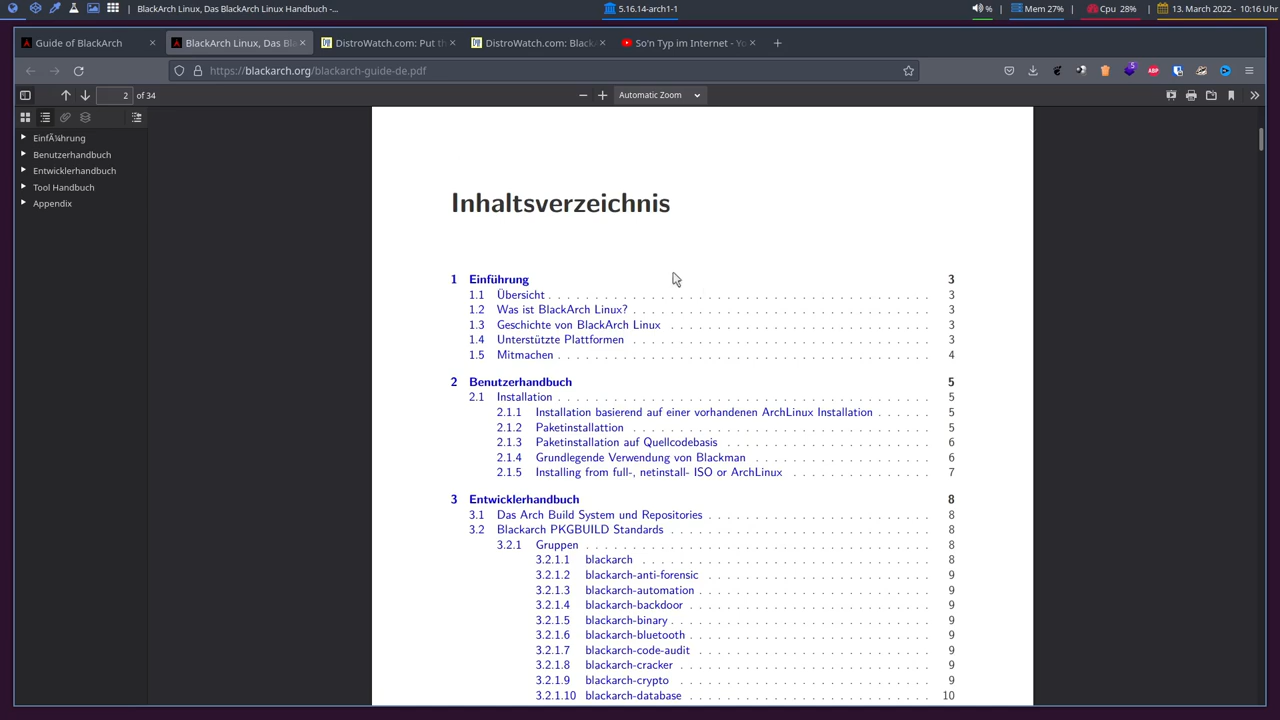 BlackArch Linux, Das BlackArch Linux Handbuch -...
5.16.14-arch1-1
%
Mem 27%
Cpu 28%
13. March 2022 - 10:16 Uhr
Guide of BlackArch
BlackArch Linux, Das Bl
DistroWatch.com: Put th
DistroWatch.com: Black
So'n Typ im Internet - Yo
https://blackarch.org/blackarch-guide-de.pdf
5
ABP
2
of 34
Automatic Zoom
EinfÃ¼hrung
Benutzerhandbuch
Entwicklerhandbuch
Tool Handbuch
Appendix
Inhaltsverzeichnis
1 Einführung 3
1.1 Übersicht . . . . . . . . . . . . . . . . . . . . . . . . . . . . . . . . 3
1.2 Was ist BlackArch Linux? . . . . . . . . . . . . . . . . . . . . . . . . . 3
1.3 Geschichte von BlackArch Linux . . . . . . . . . . . . . . . . . . . . . . 3
1.4 Unterstützte Plattformen . . . . . . . . . . . . . . . . . . . . . . . . . 3
1.5 Mitmachen . . . . . . . . . . . . . . . . . . . . . . . . . . . . . . . 4
2 Benutzerhandbuch 5
2.1 Installation . . . . . . . . . . . . . . . . . . . . . . . . . . . . . . . 5
2.1.1 Installation basierend auf einer vorhandenen ArchLinux Installation . . . . . . 5
2.1.2 Paketinstallattion . . . . . . . . . . . . . . . . . . . . . . . . . . 5
2.1.3 Paketinstallation auf Quellcodebasis . . . . . . . . . . . . . . . . . . 6
2.1.4 Grundlegende Verwendung von Blackman . . . . . . . . . . . . . . . . 6
2.1.5 Installing from full-, netinstall- ISO or ArchLinux . . . . . . . . . . . . . 7
3 Entwicklerhandbuch 8
3.1 Das Arch Build System und Repositories . . . . . . . . . . . . . . . . . . . 8
3.2 Blackarch PKGBUILD Standards . . . . . . . . . . . . . . . . . . . . . . 8
3.2.1 Gruppen . . . . . . . . . . . . . . . . . . . . . . . . . . . . . 8
3.2.1.1 blackarch . . . . . . . . . . . . . . . . . . . . . . . . . 8
3.2.1.2 blackarch-anti-forensic . . . . . . . . . . . . . . . . . . . . 9
3.2.1.3 blackarch-automation . . . . . . . . . . . . . . . . . . . . 9
3.2.1.4 blackarch-backdoor . . . . . . . . . . . . . . . . . . . . . 9
3.2.1.5 blackarch-binary . . . . . . . . . . . . . . . . . . . . . . 9
3.2.1.6 blackarch-bluetooth . . . . . . . . . . . . . . . . . . . . . 9
3.2.1.7 blackarch-code-audit . . . . . . . . . . . . . . . . . . . . . 9
3.2.1.8 blackarch-cracker . . . . . . . . . . . . . . . . . . . . . . 9
3.2.1.9 blackarch-crypto . . . . . . . . . . . . . . . . . . . . . . 9
3.2.1.10 blackarch-database . . . . . . . . . . . . . . . . . . . . . 10